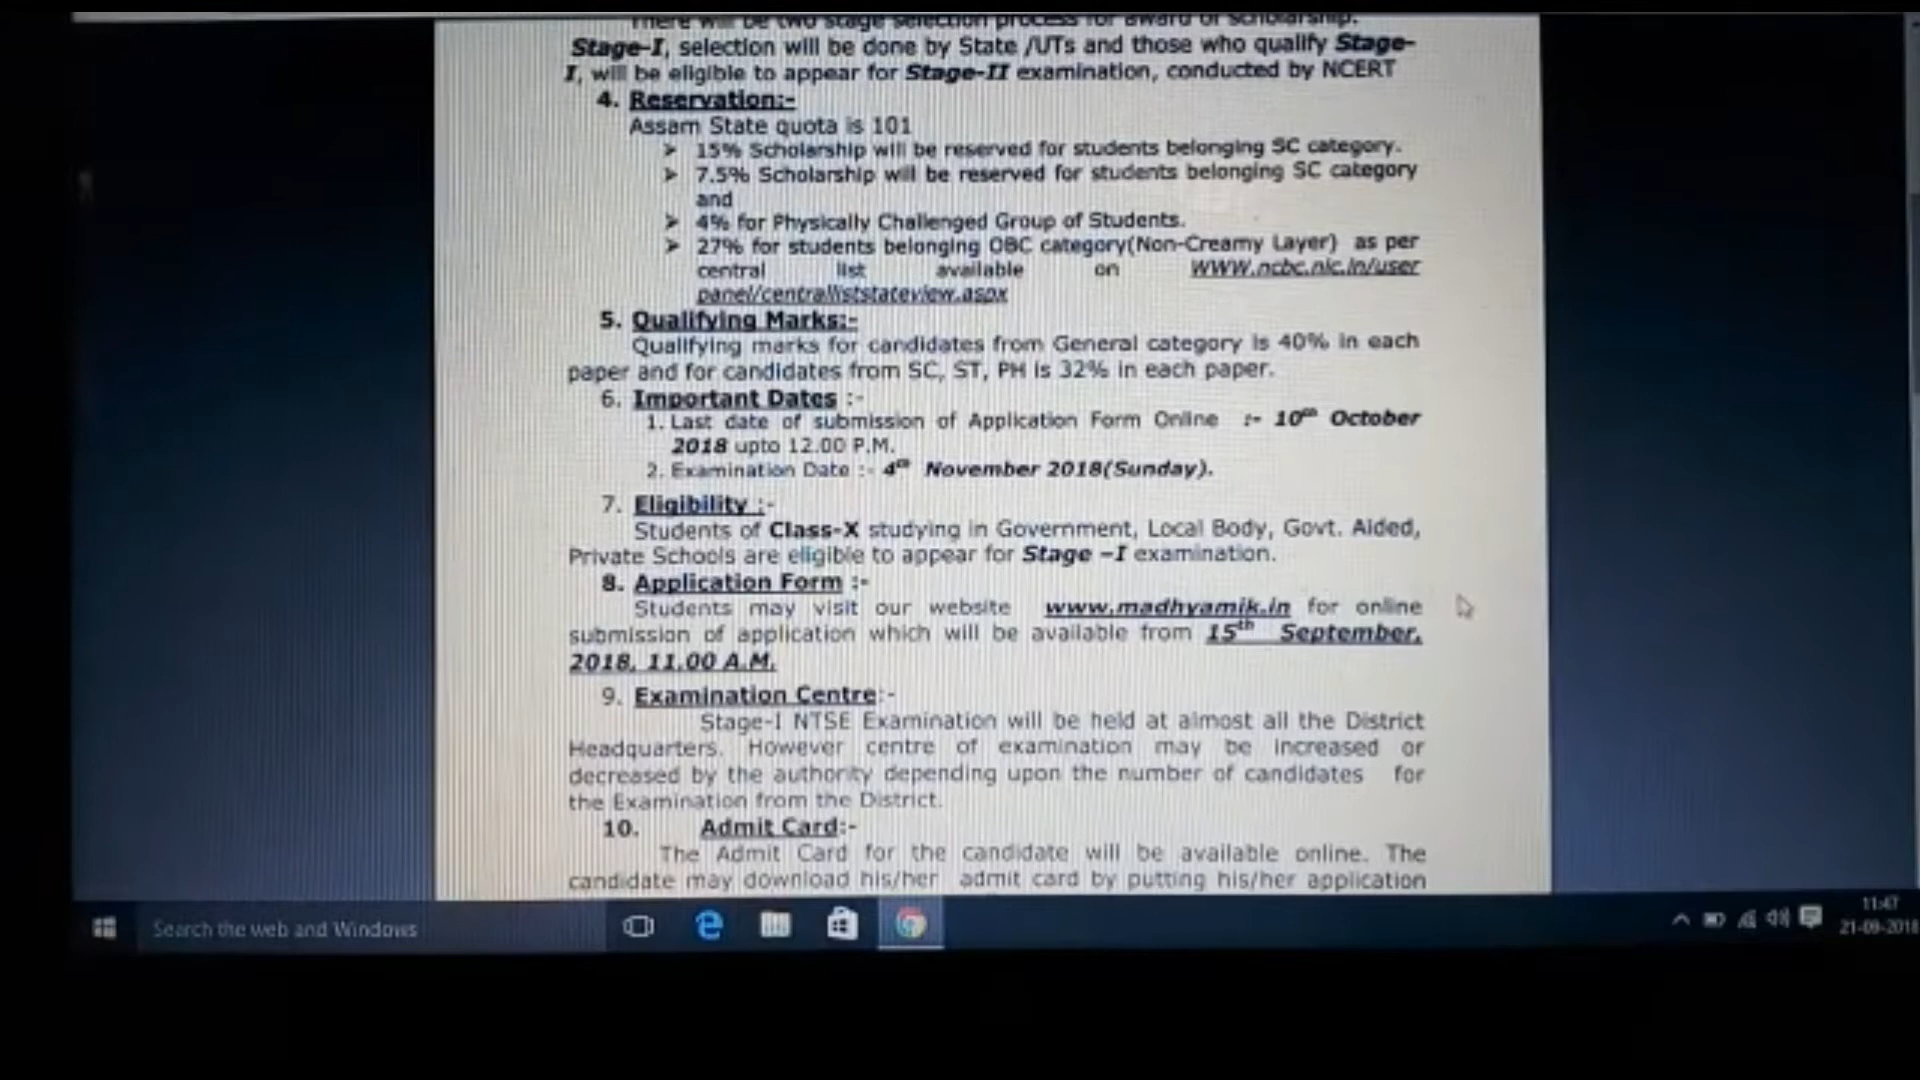 There will be two stage selection process for award of scholarship.
Stage-I, selection will be done by State /UTs and those who qualify Stage-
I, will be eligible to appear for Stage-II examination, conducted by NCERT
4. Reservation:-
Assam State quota is 101
➢ 15% Scholarship will be reserved for students belonging SC category.
➢ 7.5% Scholarship will be reserved for students belonging SC category
and
➢ 4% for Physically Challenged Group of Students.
➢ 27% for students belonging OBC category(Non-Creamy Layer) as per
central list available on WWW.ncbc.nic.in/user
panel/centralliststateview.aspx
5. Qualifying Marks:-
Qualifying marks for candidates from General category is 40% in each
paper and for candidates from SC, ST, PH is 32% in each paper.
6. Important Dates :-
1. Last date of submission of Application Form Online :- 10th October
2018 upto 12.00 P.M.
2. Examination Date :- 4th November 2018(Sunday).
7. Eligibility :-
Students of Class-X studying in Government, Local Body, Govt. Aided,
Private Schools are eligible to appear for Stage –I examination.
8. Application Form :-
Students may visit our website www.madhyamik.in for online
submission of application which will be available from 15th September,
2018, 11.00 A.M.
9. Examination Centre:-
Stage-I NTSE Examination will be held at almost all the District
Headquarters. However centre of examination may be increased or
decreased by the authority depending upon the number of candidates for
the Examination from the District.
10. Admit Card:-
The Admit Card for the candidate will be available online. The
candidate may download his/her admit card by putting his/her application
Search the web and Windows
11:47
21-09-2018